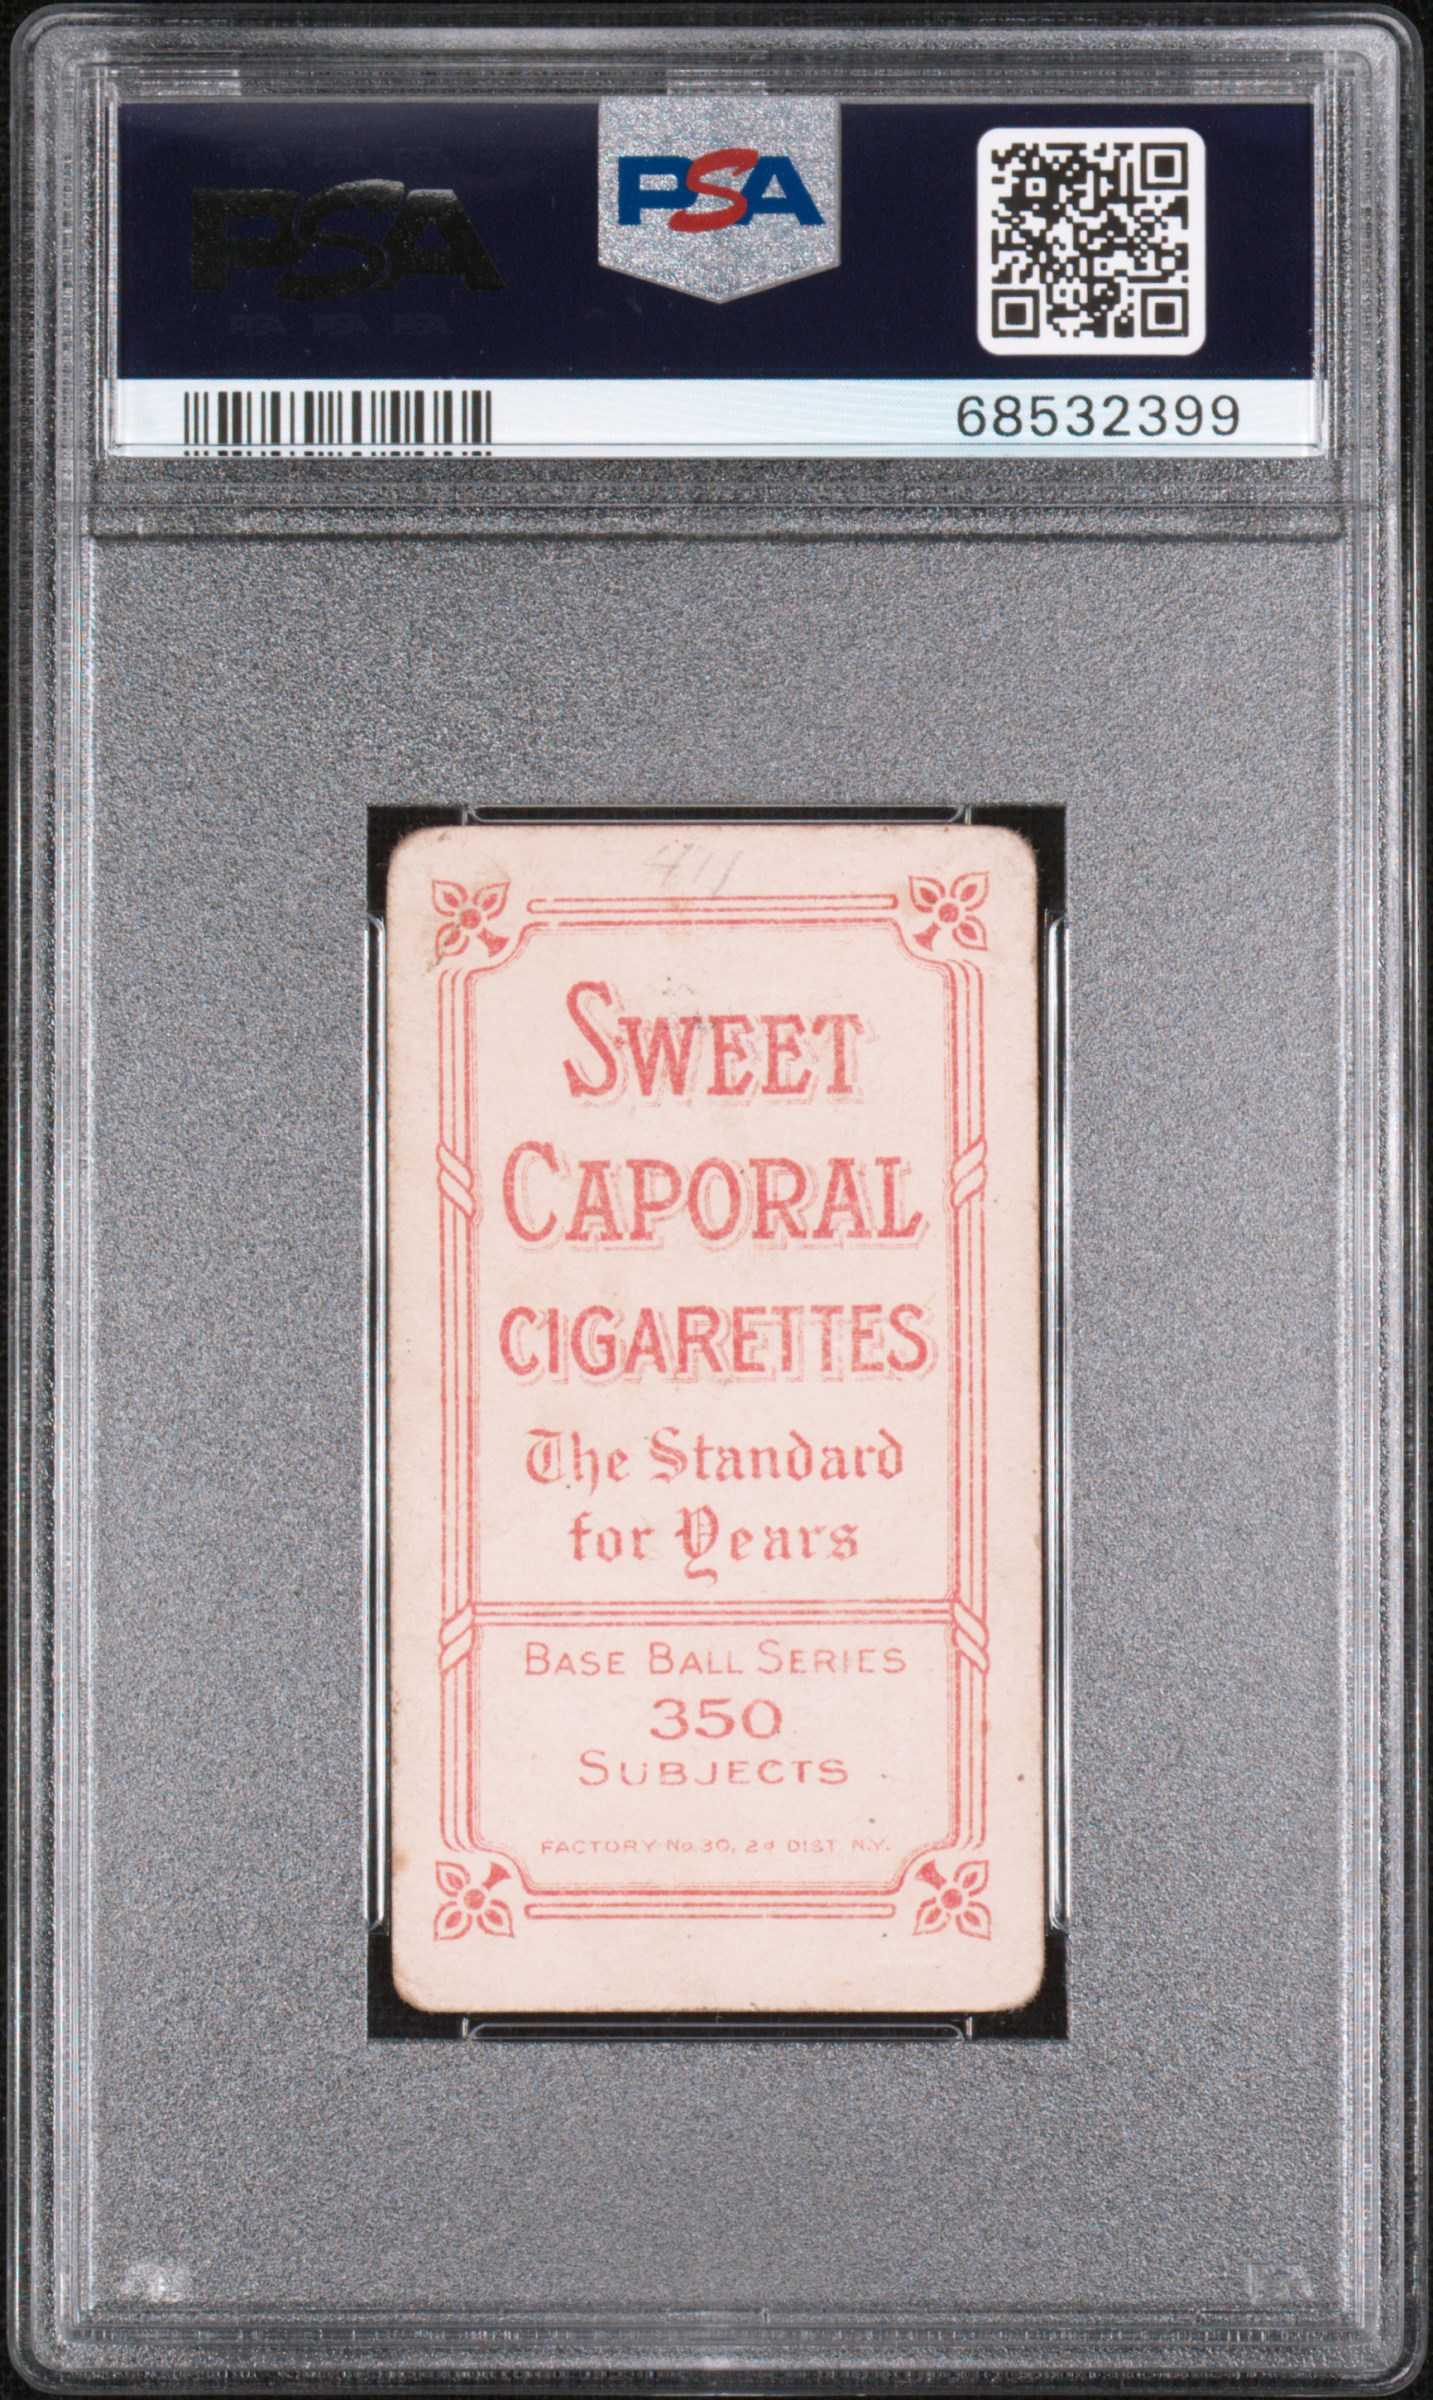 PSA
PSA
68532399
411
SWEET
CAPORAL
CIGARETTES
The Standard
for Years
BASE BALL SERIES
350
SUBJECTS
FACTORY No. 30, 2d DIST. N.Y.